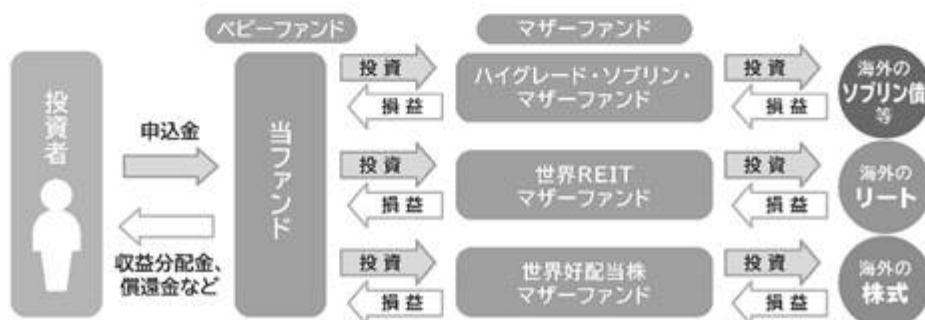 ベビーファンド
マザーファンド
投資者
申込金
収益分配金、
償還金など
当ファンド
投資
損益
ハイグレード・ソブリン・
マザーファンド
投資
損益
海外の
ソブリン債
等
投資
損益
世界REIT
マザーファンド
投資
損益
海外の
リート
投資
損益
世界好配当株
マザーファンド
投資
損益
海外の
株式